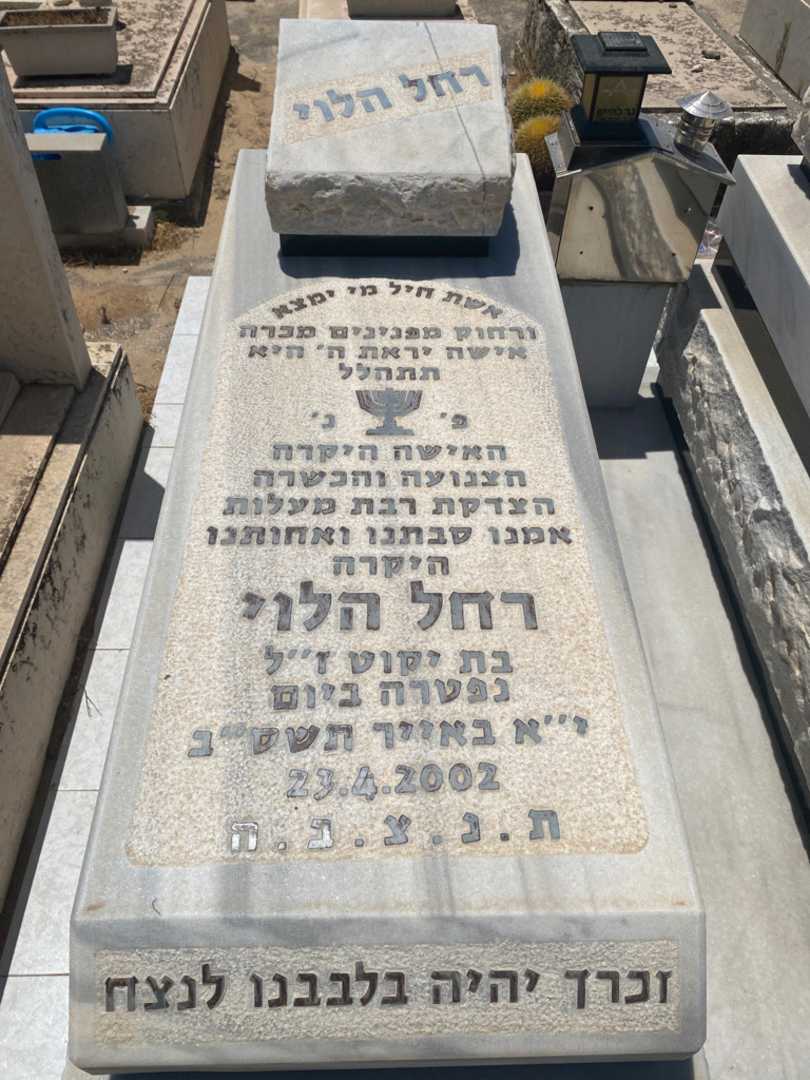 רחל הלוי
אשת חיל מי ימצא
ורחוק מפנינים מכרה
אישה יראת ה' היא
תתהלל
פ' נ'
האישה היקרה
הצנועה והכשרה
הצדקת רבת מעלות
אמנו סבתנו ואחותנו
היקרה
רחל הלוי
בת יקוט ז''ל
נפטרה ביום
י''א באייר תשס''ב
23.4.2002
ת.נ.צ.ב.ה
זכרך יהיה בלבבנו לנצח